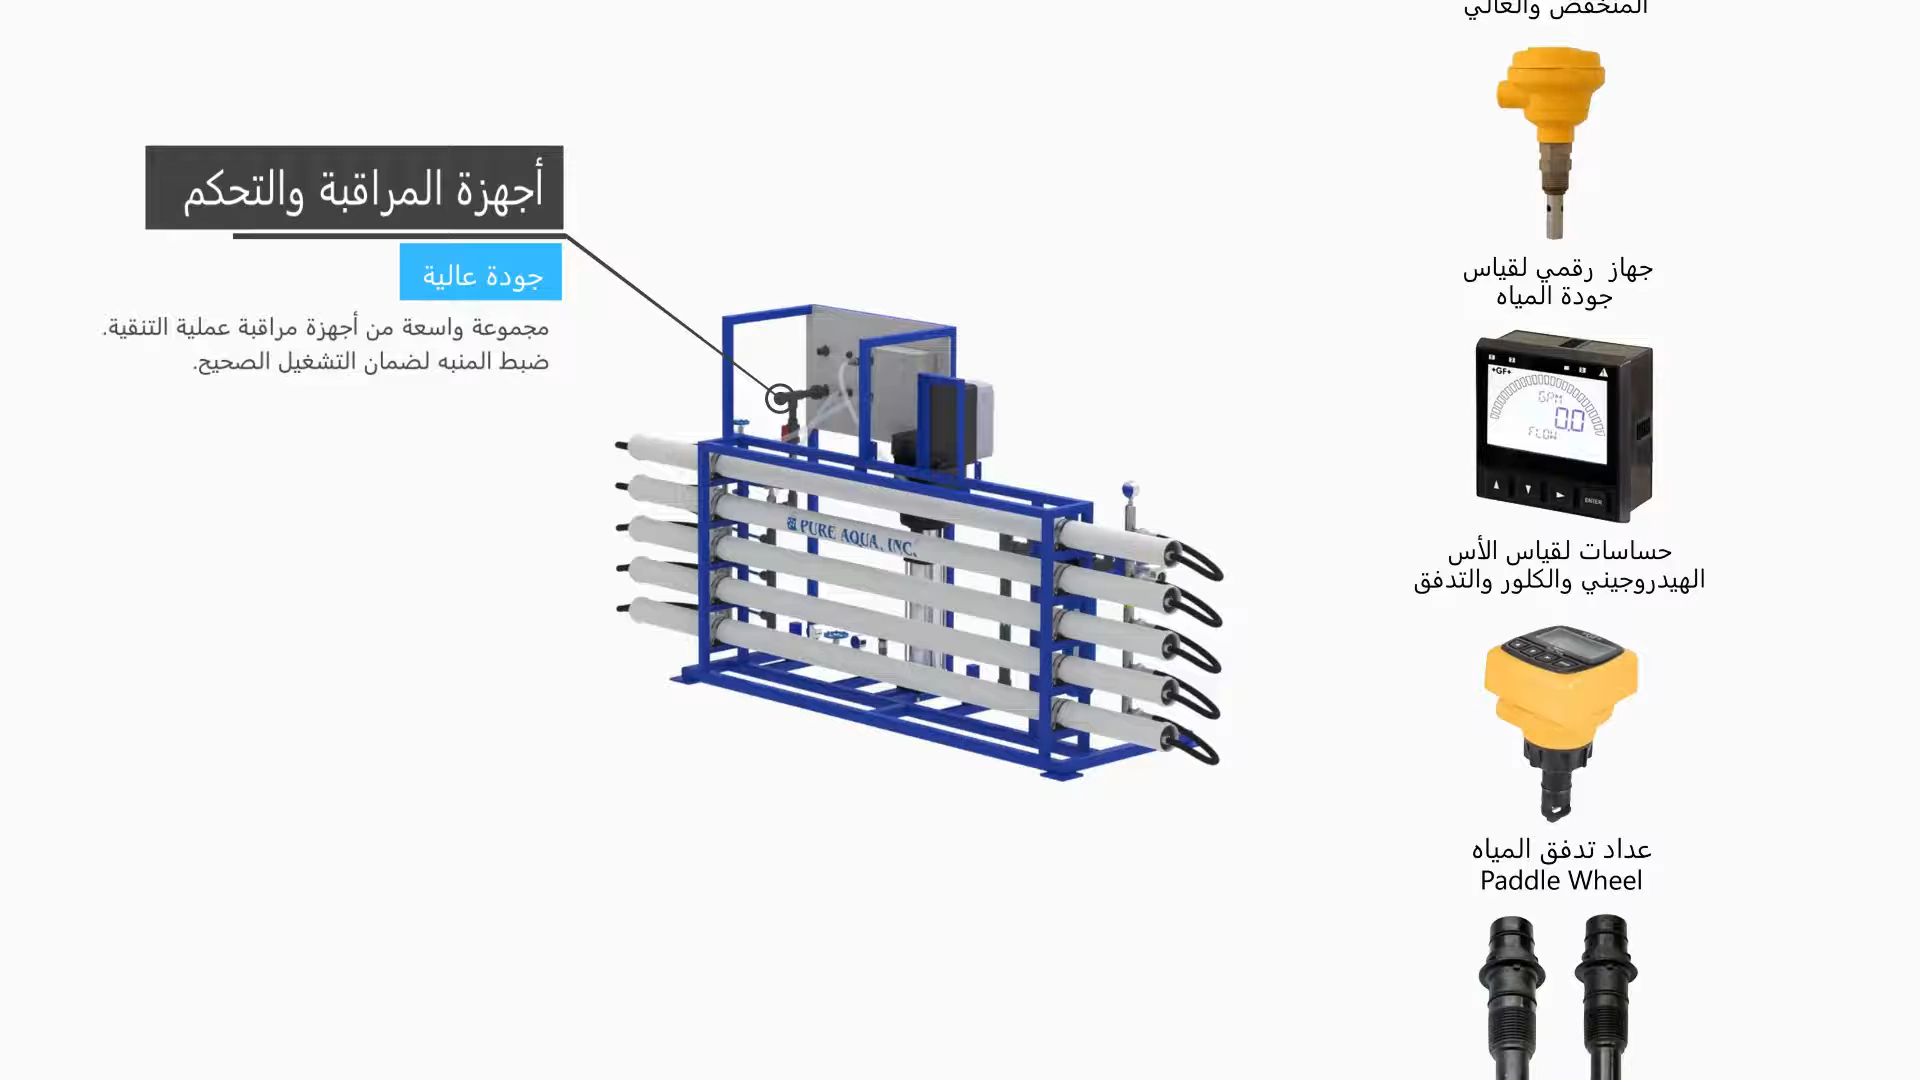 أجهزة المراقبة والتحكم
جودة عالية
مجموعة واسعة من أجهزة مراقبة عملية التنقية.
ضبط المنبه لضمان التشغيل الصحيح.
PURE AQUA, INC.
المنخفض والعالي
جهاز رقمي لقياس
جودة المياه
+GF+
GPM
0.0
FLOW
ENTER
حساسات لقياس الأس
الهيدروجيني والكلور والتدفق
عداد تدفق المياه
Paddle Wheel